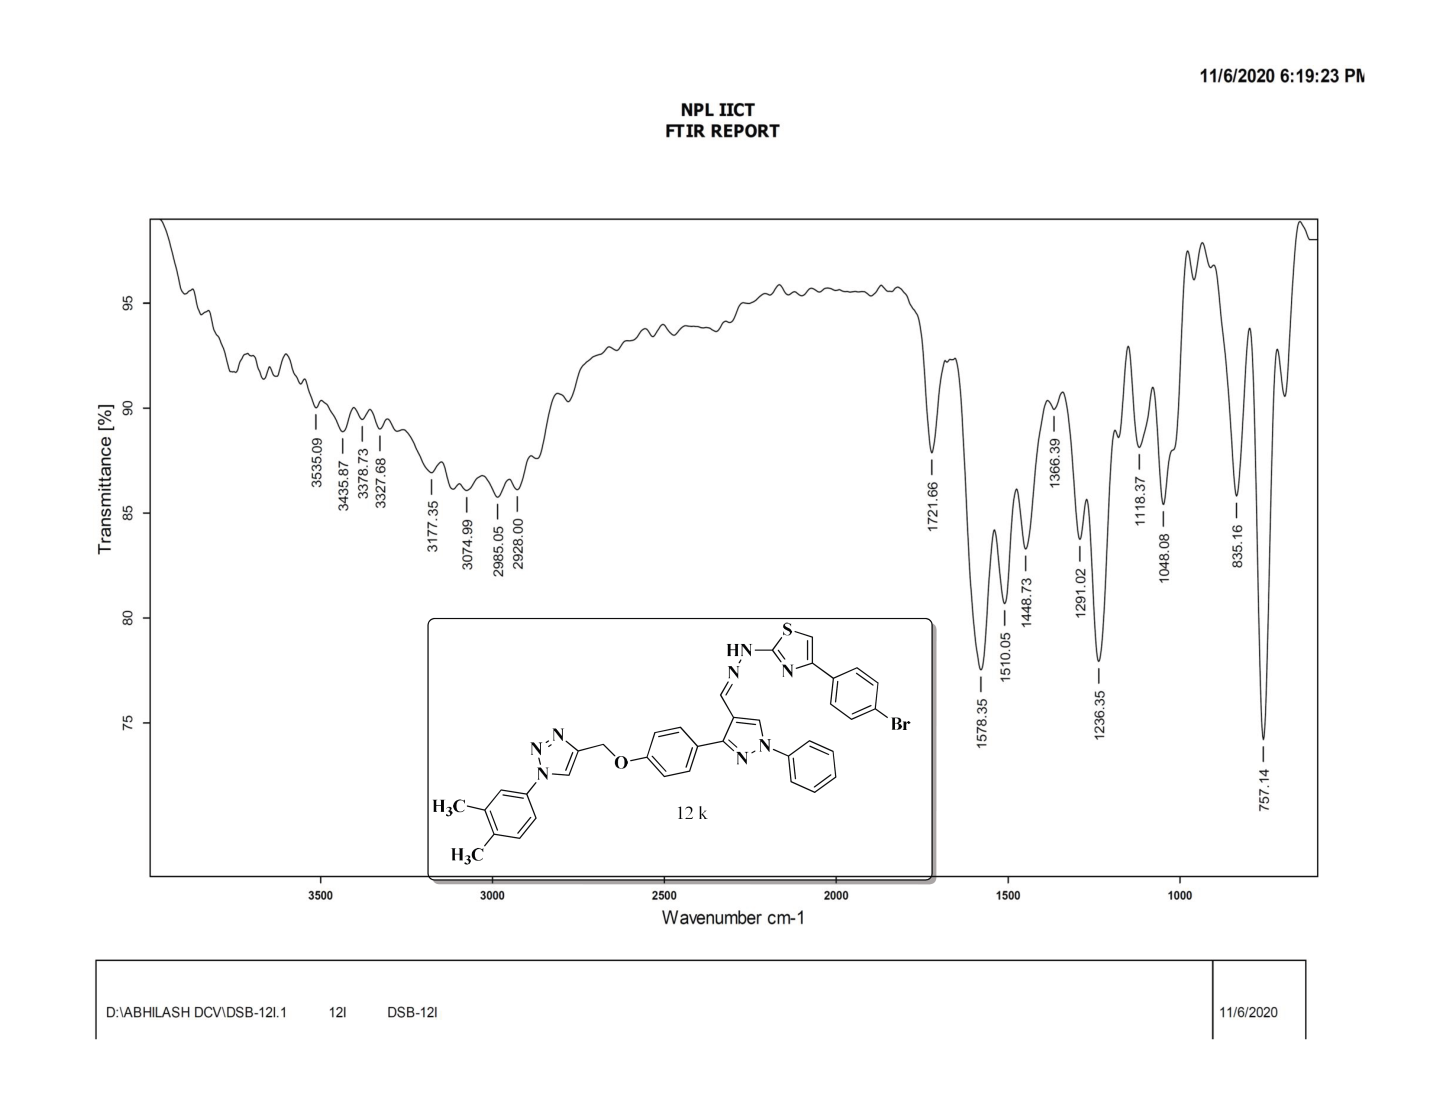 11/6/2020 6:19:23 PM
NPL IICT
FTIR REPORT
Transmittance [%]
95
90
85
80
75
3535.09
3435.87
3378.73
3327.68
3177.35
3074.99
2985.05
2928.00
1721.66
1578.35
1510.05
1448.73
1366.39
1291.02
1236.35
1118.37
1048.08
835.16
757.14
S
HN
N
N
Br
N
N
N
O
N
N
H3C
H3C
12 k
3500
3000
2500
2000
1500
1000
Wavenumber cm-1
D:\ABHILASH DCV\DSB-12I.1 12I DSB-12I 11/6/2020